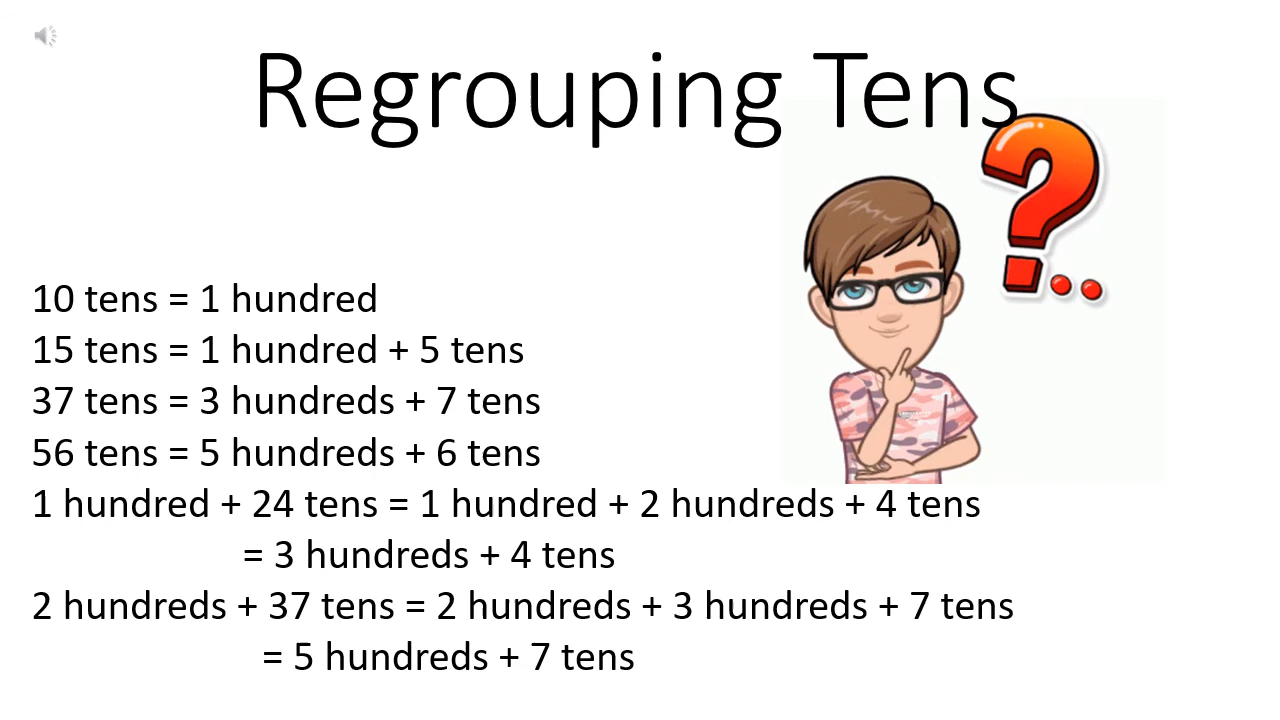 Regrouping Tens
10 tens = 1 hundred
15 tens = 1 hundred + 5 tens
37 tens = 3 hundreds + 7 tens
56 tens = 5 hundreds + 6 tens
1 hundred + 24 tens = 1 hundred + 2 hundreds + 4 tens
= 3 hundreds + 4 tens
2 hundreds + 37 tens = 2 hundreds + 3 hundreds + 7 tens
= 5 hundreds + 7 tens